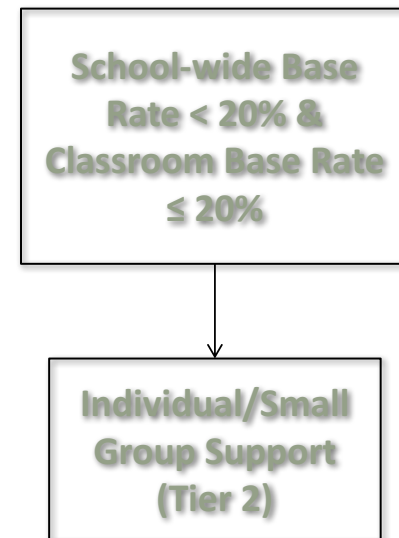 School-wide Base
Rate < 20% &
Classroom Base Rate
≤ 20%
Individual/Small
Group Support
(Tier 2)